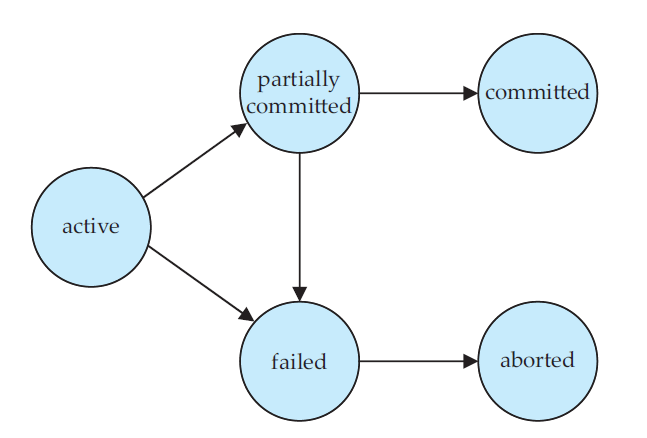 partially
committed
committed
active
failed
aborted